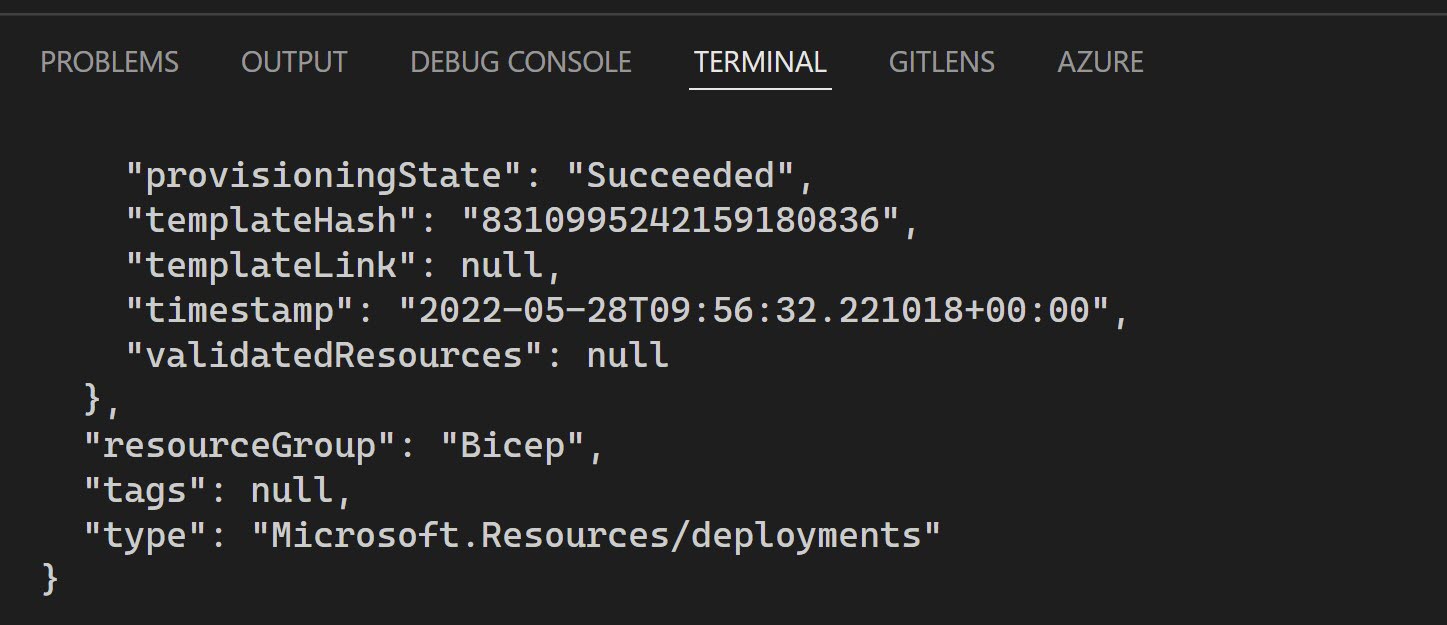 PROBLEMS OUTPUT DEBUG CONSOLE TERMINAL GITLENS AZURE
"provisioningState": "Succeeded",
"templateHash": "8310995242159180836",
"templateLink": null,
"timestamp": "2022-05-28T09:56:32.221018+00:00",
"validatedResources": null
},
"resourceGroup": "Bicep",
"tags": null,
"type": "Microsoft.Resources/deployments"
}